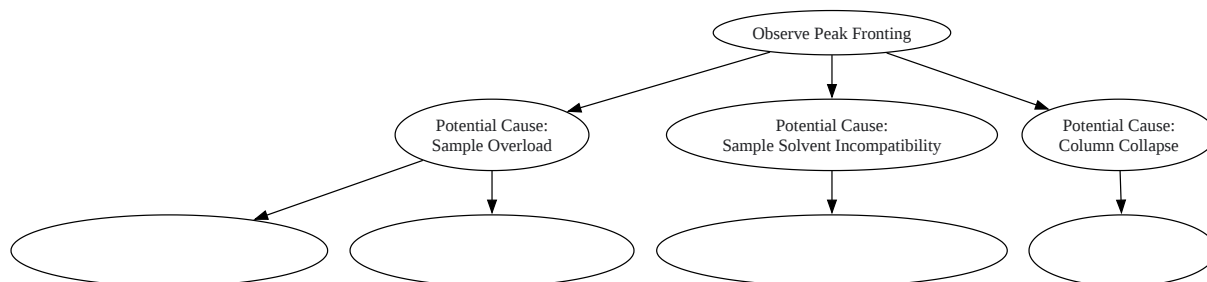 Observe Peak Fronting
Potential Cause:
Sample Overload
Potential Cause:
Sample Solvent Incompatibility
Potential Cause:
Column Collapse